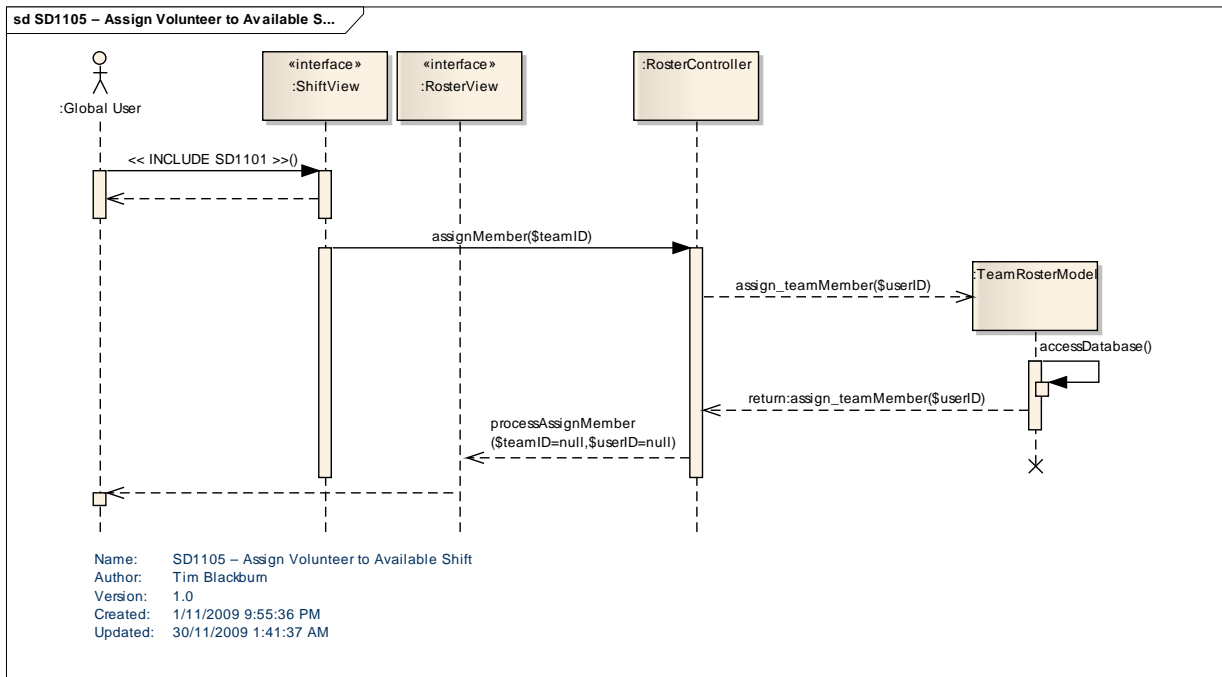 sd SD1105 – Assign Volunteer to Available S...
«interface»
:ShiftView
«interface»
:RosterView
:RosterController
:Global User
<< INCLUDE SD1101 >>()
assignMember($teamID)
:TeamRosterModel
assign_teamMember($userID)
accessDatabase()
return:assign_teamMember($userID)
processAssignMember
($teamID=null,$userID=null)
Name: SD1105 – Assign Volunteer to Available Shift
Author: Tim Blackburn
Version: 1.0
Created: 1/11/2009 9:55:36 PM
Updated: 30/11/2009 1:41:37 AM